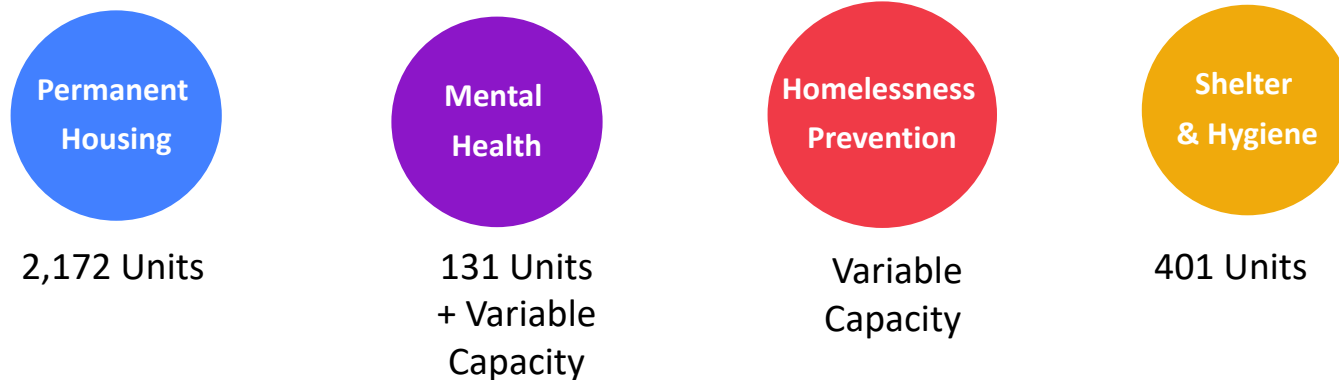 Permanent
Housing
Mental
Health
Homelessness
Prevention
Shelter
& Hygiene
2,172 Units
131 Units
+ Variable
Capacity
Variable
Capacity
401 Units